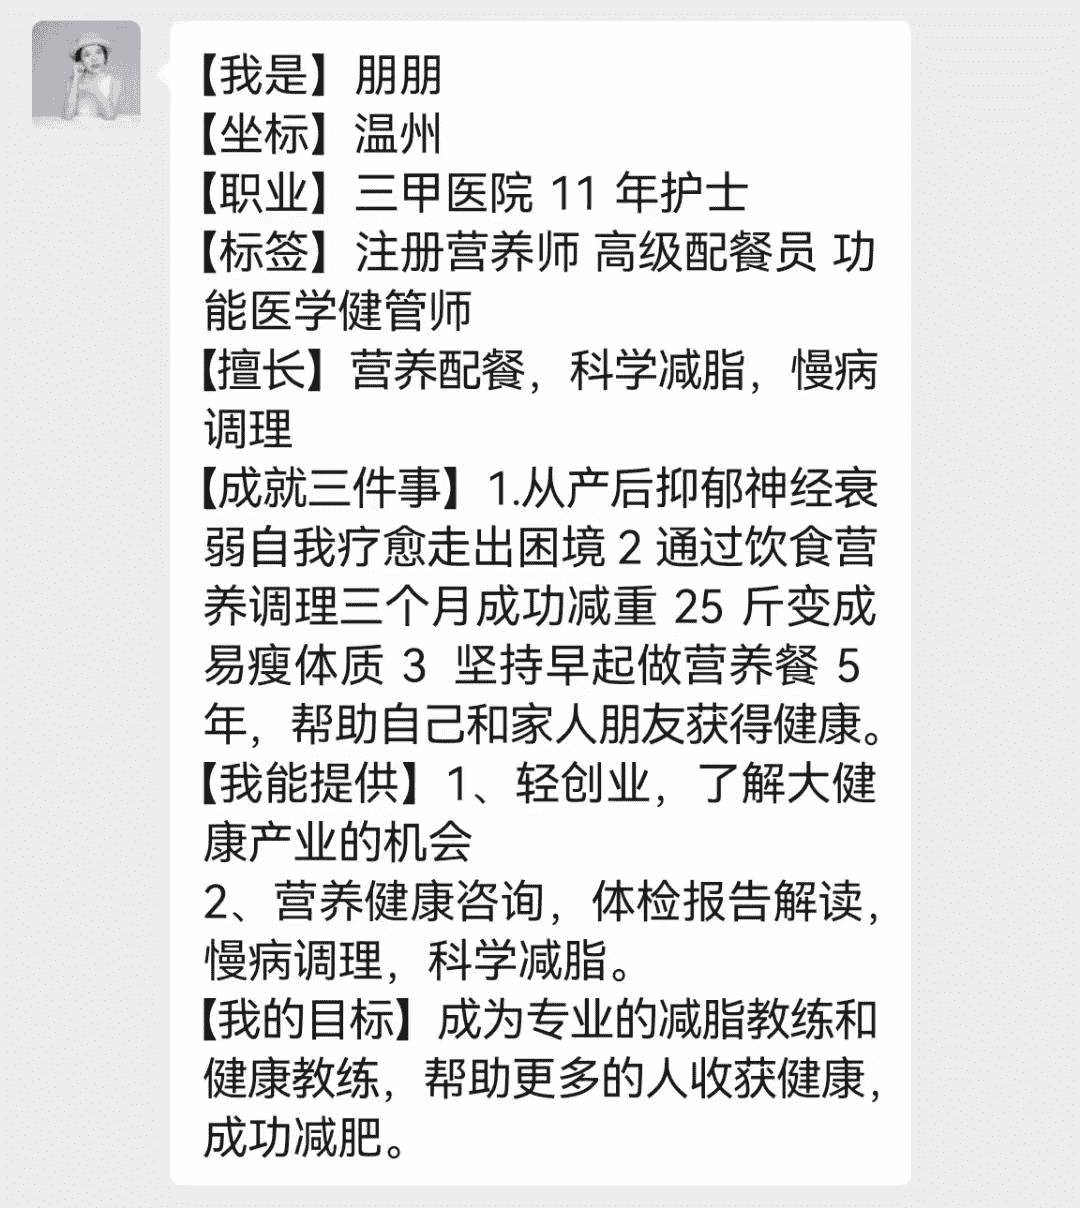 【我是】朋朋
【坐标】温州
【职业】三甲医院 11 年护士
【标签】注册营养师 高级配餐员 功
能医学健管师
【擅长】营养配餐，科学减脂，慢病
调理
【成就三件事】1.从产后抑郁神经衰
弱自我疗愈走出困境 2 通过饮食营
养调理三个月成功减重 25 斤变成
易瘦体质 3  坚持早起做营养餐 5
年，帮助自己和家人朋友获得健康。
【我能提供】1、轻创业，了解大健
康产业的机会
2、营养健康咨询，体检报告解读，
慢病调理，科学减脂。
【我的目标】成为专业的减脂教练和
健康教练，帮助更多的人收获健康，
成功减肥。